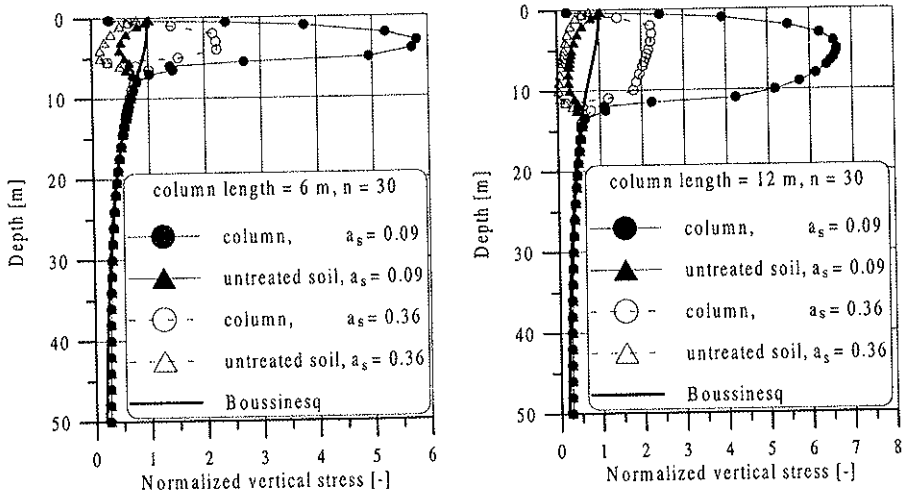 0
10
20
30
40
50
Depth [m]
column length = 6 m, n = 30
column, a_s = 0.09
untreated soil, a_s = 0.09
column, a_s = 0.36
untreated soil, a_s = 0.36
Boussinesq
0 1 2 3 4 5 6
Normalized vertical stress [-]
0
10
20
30
40
50
Depth [m]
column length = 12 m, n = 30
column, a_s = 0.09
untreated soil, a_s = 0.09
column, a_s = 0.36
untreated soil, a_s = 0.36
Boussinesq
0 1 2 3 4 5 6 7 8
Normalized vertical stress [-]